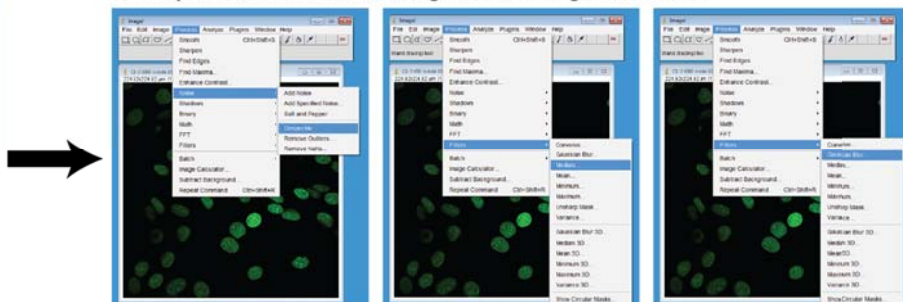 ImageJ
File Edit Image Process Analyze Plugins Window Help
Smooth Ctrl+Shift+S
Sharpen
Find Edges
Find Maxima...
Enhance Contrast...
Noise
Shadows
Binary
Math
FFT
Filters
Batch
Image Calculator...
Subtract Background...
Repeat Command Ctrl+Shift+R
Add Noise
Add Specified Noise...
Salt and Pepper
Despeckle
Remove Outliers...
Remove NaNs...
ImageJ
File Edit Image Process Analyze Plugins Window Help
Smooth Ctrl+Shift+S
Sharpen
Find Edges
Find Maxima...
Enhance Contrast...
Noise
Shadows
Binary
Math
FFT
Filters
Batch
Image Calculator...
Subtract Background...
Repeat Command Ctrl+Shift+R
Convolve...
Gaussian Blur...
Median...
Mean...
Minimum...
Maximum...
Unsharp Mask...
Variance...
Gaussian Blur 3D...
Median 3D...
Mean 3D...
Minimum 3D...
Maximum 3D...
Variance 3D...
Show Circular Masks...
ImageJ
File Edit Image Process Analyze Plugins Window Help
Smooth Ctrl+Shift+S
Sharpen
Find Edges
Find Maxima...
Enhance Contrast...
Noise
Shadows
Binary
Math
FFT
Filters
Batch
Image Calculator...
Subtract Background...
Repeat Command Ctrl+Shift+R
Convolve...
Gaussian Blur...
Median...
Mean...
Minimum...
Maximum...
Unsharp Mask...
Variance...
Gaussian Blur 3D...
Median 3D...
Mean 3D...
Minimum 3D...
Maximum 3D...
Variance 3D...
Show Circular Masks...